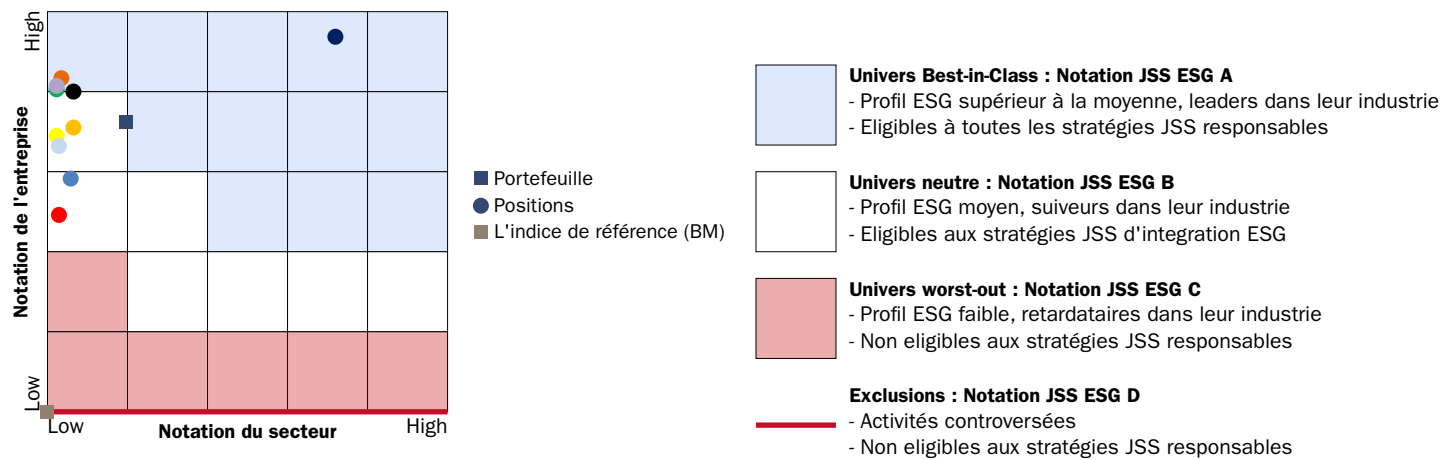 High
Notation de l'entreprise
Low
Low
Notation du secteur
High
Portefeuille
Positions
L'indice de référence (BM)
Univers Best-in-Class : Notation JSS ESG A
- Profil ESG supérieur à la moyenne, leaders dans leur industrie
- Eligibles à toutes les stratégies JSS responsables
Univers neutre : Notation JSS ESG B
- Profil ESG moyen, suiveurs dans leur industrie
- Eligibles aux stratégies JSS d'integration ESG
Univers worst-out : Notation JSS ESG C
- Profil ESG faible, retardataires dans leur industrie
- Non eligibles aux stratégies JSS responsables
Exclusions : Notation JSS ESG D
- Activités controversées
- Non eligibles aux stratégies JSS responsables